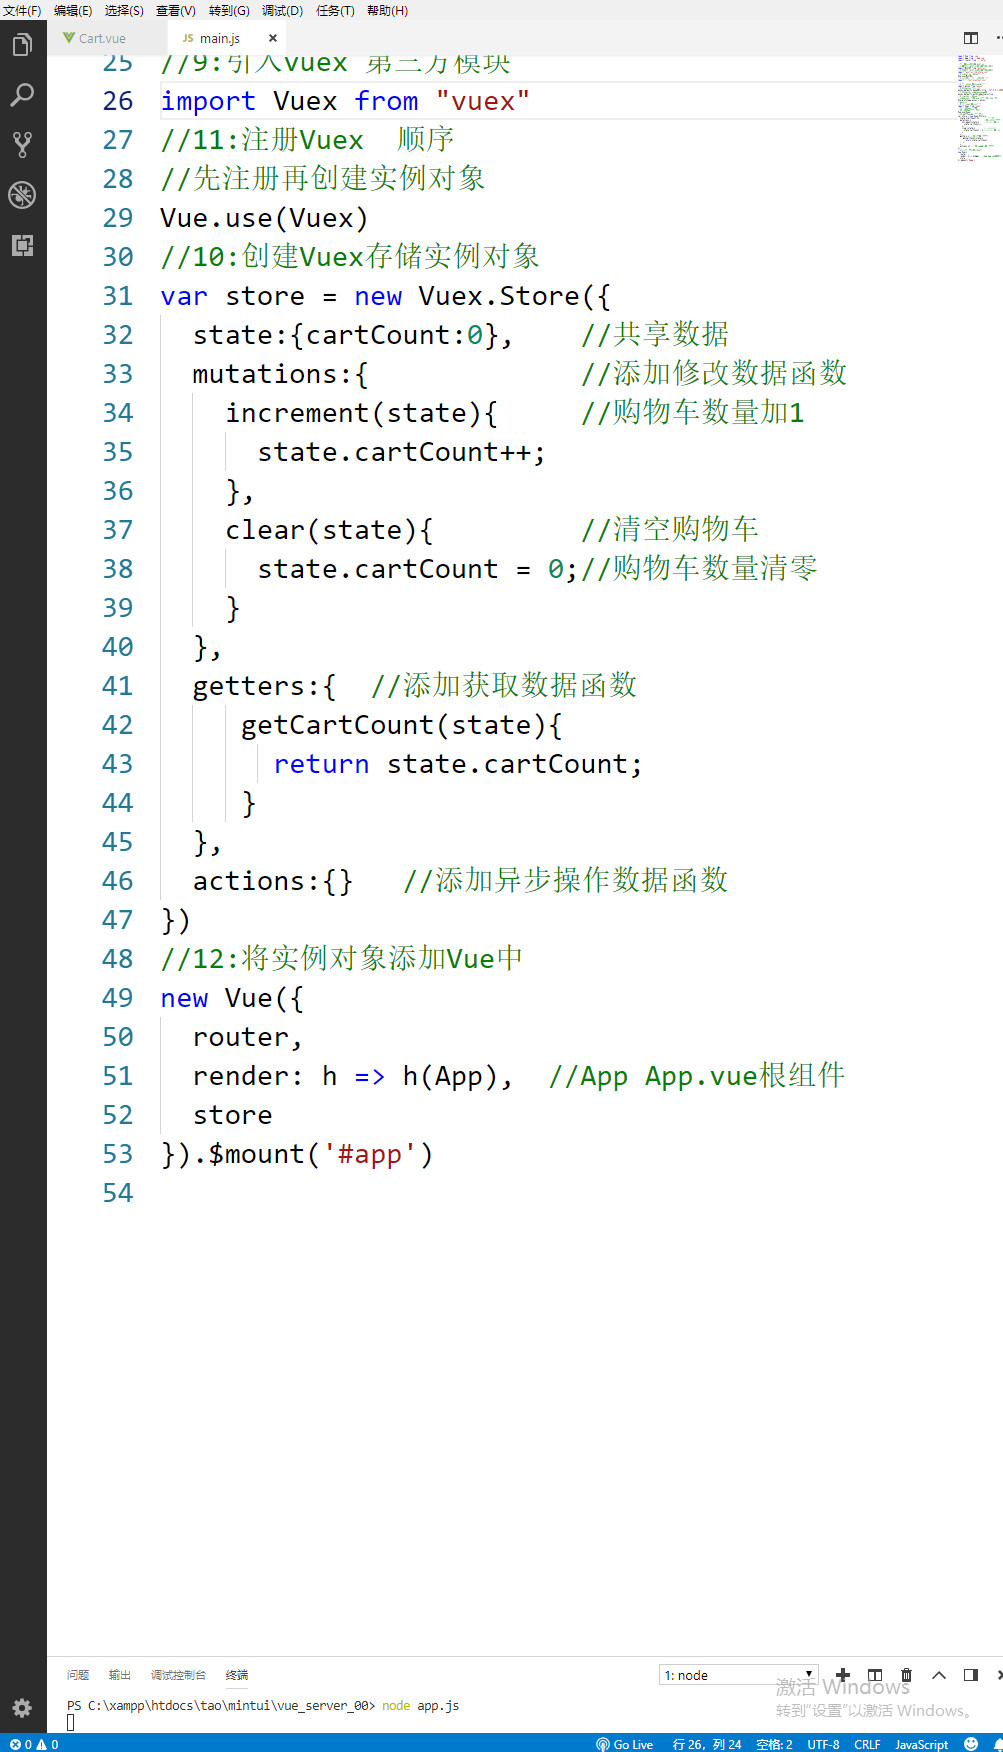 文件(F) 编辑(E) 选择(S) 查看(V) 转到(G) 调试(D) 任务(T) 帮助(H)
Cart.vue JS main.js ×
25 //9:引入vuex 第三方模块
26 import Vuex from "vuex"
27 //11:注册Vuex  顺序
28 //先注册再创建实例对象
29 Vue.use(Vuex)
30 //10:创建Vuex存储实例对象
31 var store = new Vuex.Store({
32   state:{cartCount:0},    //共享数据
33   mutations:{             //添加修改数据函数
34     increment(state){     //购物车数量加1
35       state.cartCount++;
36     },
37     clear(state){         //清空购物车
38       state.cartCount = 0;//购物车数量清零
39     }
40   },
41   getters:{  //添加获取数据函数
42      getCartCount(state){
43        return state.cartCount;
44      }
45   },
46   actions:{}   //添加异步操作数据函数
47 })
48 //12:将实例对象添加Vue中
49 new Vue({
50   router,
51   render: h => h(App),  //App App.vue根组件
52   store
53 }).$mount('#app')
54
问题 输出 调试控制台 终端 1: node
PS C:\xampp\htdocs\tao\mintui\vue_server_00> node app.js
激活 Windows
转到"设置"以激活 Windows。
0 0 Go Live 行 26，列 24 空格: 2 UTF-8 CRLF JavaScript